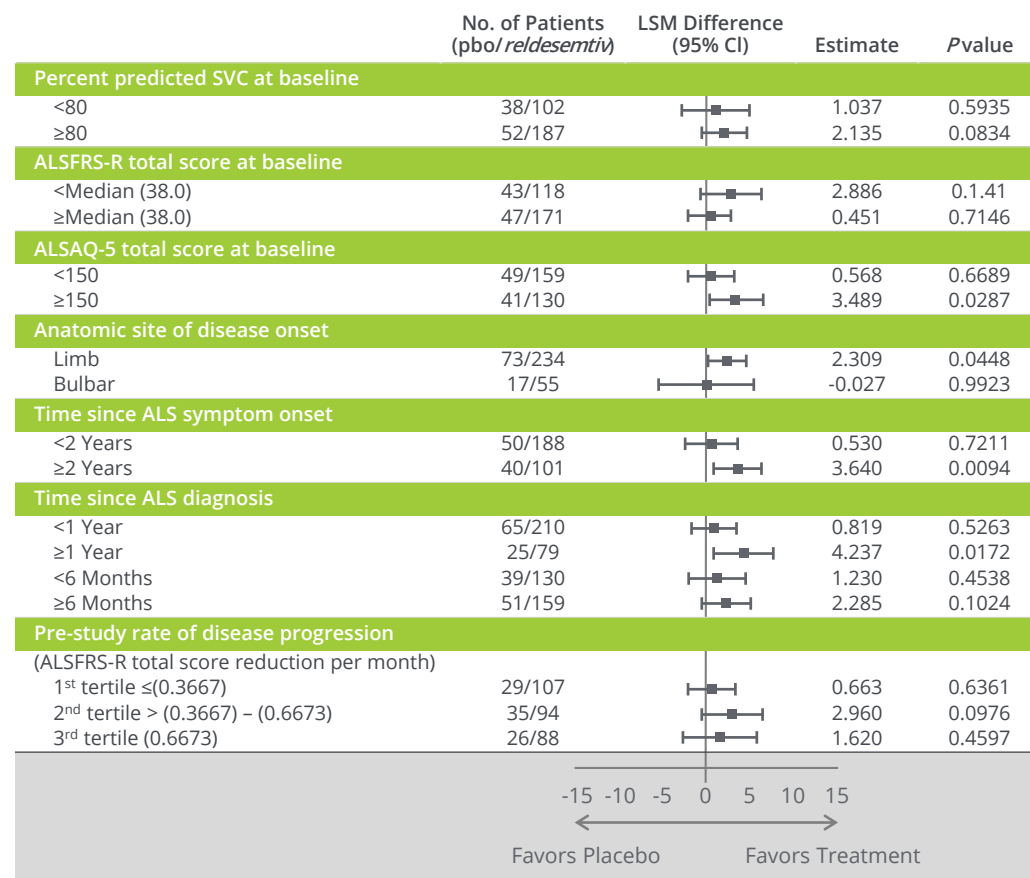 No. of Patients LSM Difference
(pbo/reldesemtiv) (95% Cl) Estimate Pvalue
Percent predicted SVC at baseline
<80 38/102 1.037 0.5935
≥80 52/187 2.135 0.0834
ALSFRS-R total score at baseline
<Median (38.0) 43/118 2.886 0.1.41
≥Median (38.0) 47/171 0.451 0.7146
ALSAQ-5 total score at baseline
<150 49/159 0.568 0.6689
≥150 41/130 3.489 0.0287
Anatomic site of disease onset
Limb 73/234 2.309 0.0448
Bulbar 17/55 -0.027 0.9923
Time since ALS symptom onset
<2 Years 50/188 0.530 0.7211
≥2 Years 40/101 3.640 0.0094
Time since ALS diagnosis
<1 Year 65/210 0.819 0.5263
≥1 Year 25/79 4.237 0.0172
<6 Months 39/130 1.230 0.4538
≥6 Months 51/159 2.285 0.1024
Pre-study rate of disease progression
(ALSFRS-R total score reduction per month)
1st tertile ≤(0.3667) 29/107 0.663 0.6361
2nd tertile > (0.3667) – (0.6673) 35/94 2.960 0.0976
3rd tertile (0.6673) 26/88 1.620 0.4597
-15 -10 -5 0 5 10 15
Favors Placebo Favors Treatment